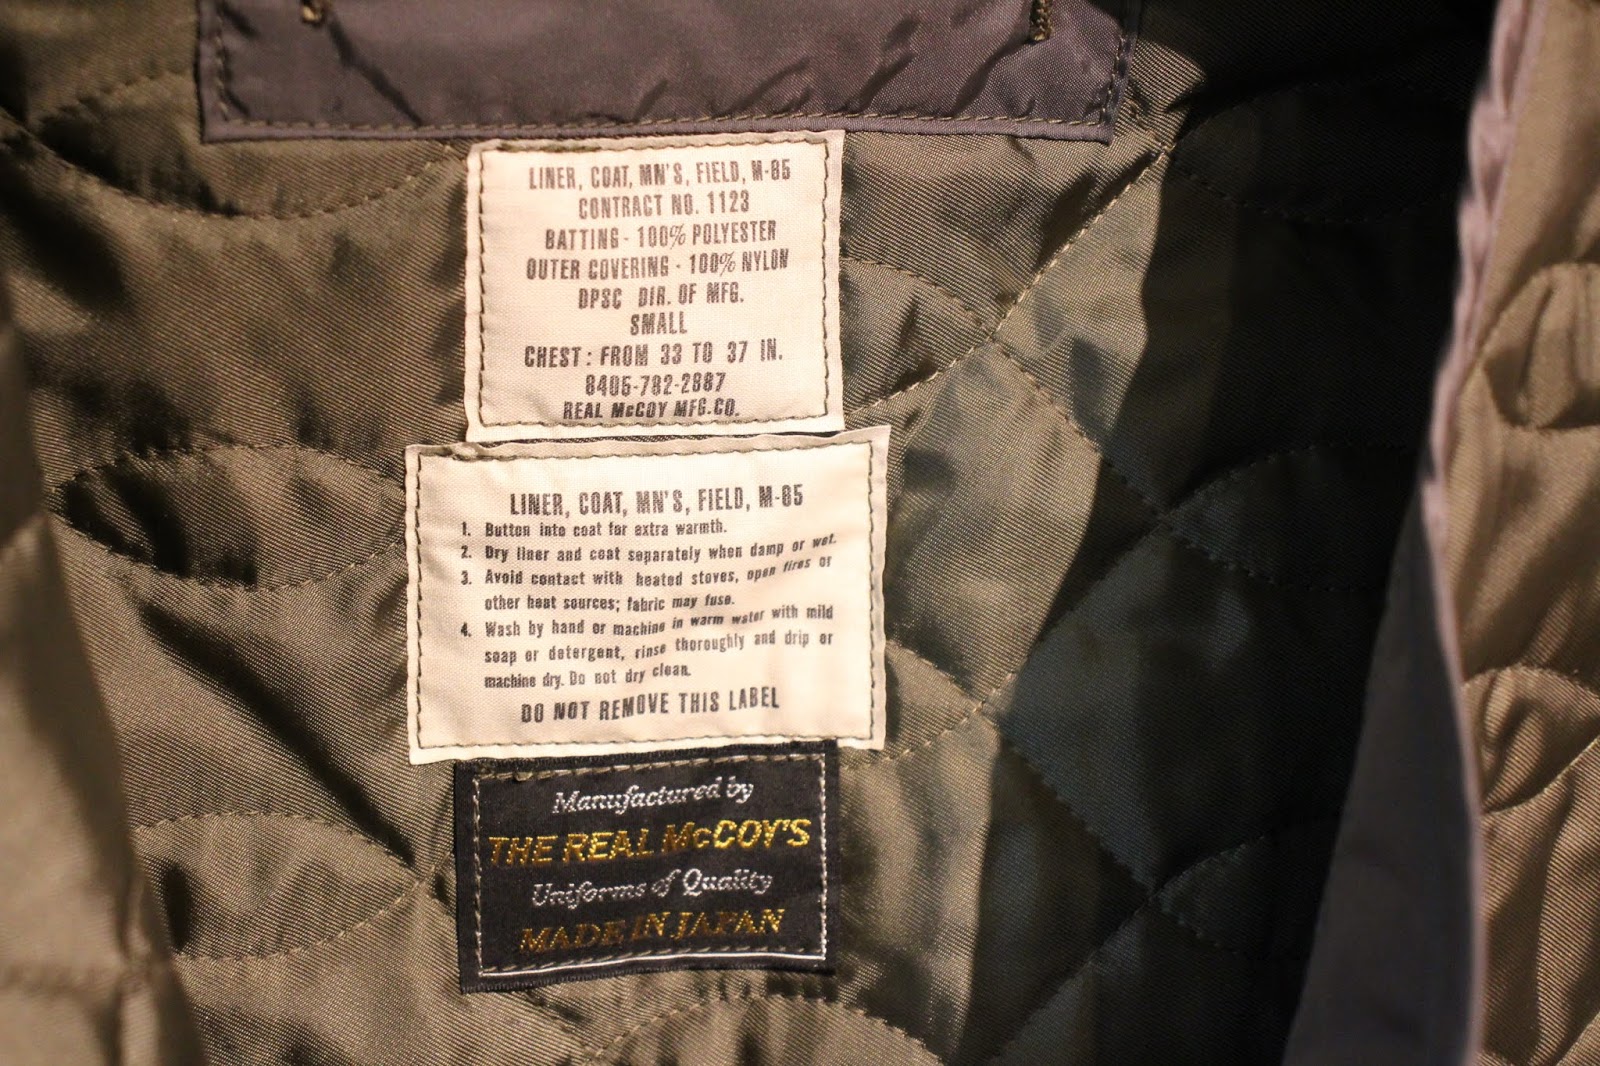 LINER, COAT, MN'S, FIELD, M-65
CONTRACT NO. 1123
BATTING - 100% POLYESTER
OUTER COVERING - 100% NYLON
DPSC DIR. OF MFG.
SMALL
CHEST: FROM 33 TO 37 IN.
8405-782-2887
REAL McCOY MFG.CO.
LINER, COAT, MN'S, FIELD, M-65
1. Button into coat for extra warmth.
2. Dry liner and coat separately when damp or wet.
3. Avoid contact with heated stoves, open fires or
other heat sources; fabric may fuse.
4. Wash by hand or machine in warm water with mild
soap or detergent, rinse thoroughly and drip or
machine dry. Do not dry clean.
DO NOT REMOVE THIS LABEL
Manufactured by
THE REAL McCOY'S
Uniforms of Quality
MADE IN JAPAN